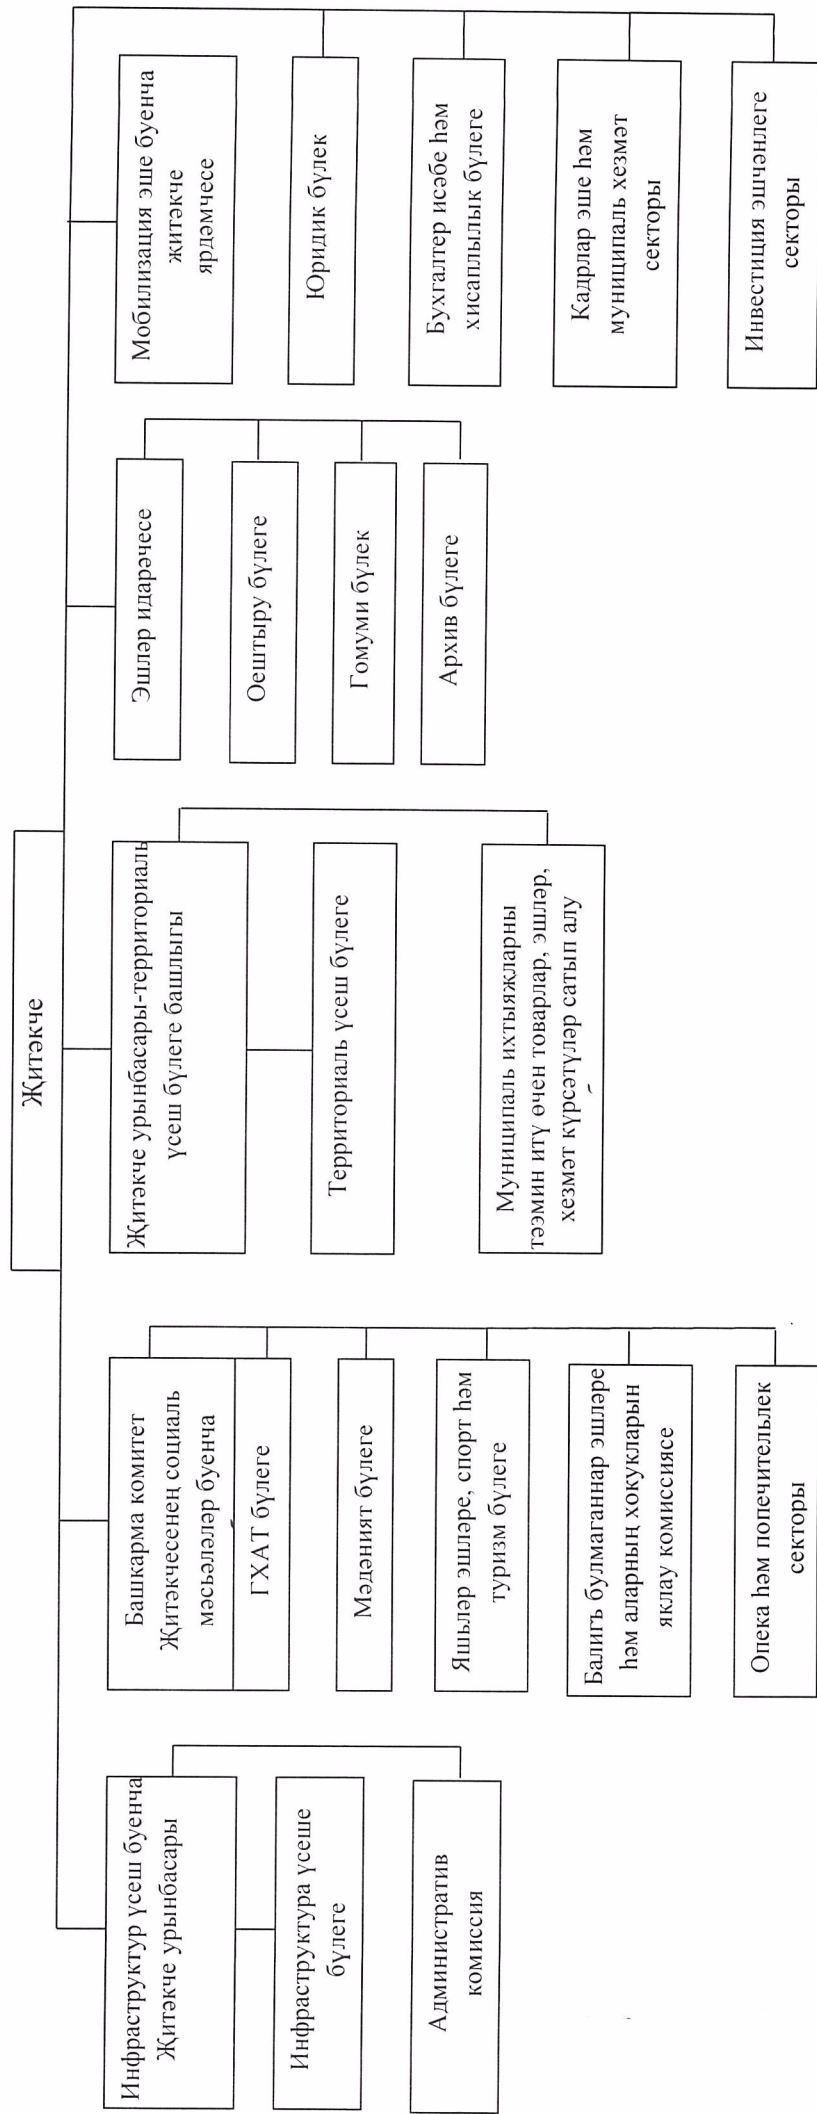 Җитәкче
Инфраструктур үсеш буенча
Җитәкче урынбасары
Инфраструктура үсеше
бүлеге
Административ
комиссия
Башкарма комитет
Җитәкчесенең социаль
мәсьәләләр буенча
ГХАТ бүлеге
Мәдәният бүлеге
Яшьләр эшләре, спорт һәм
туризм бүлеге
Балигъ булмаганнар эшләре
һәм аларның хокукларын
яклау комиссиясе
Опека һәм попечительлек
секторы
Җитәкче урынбасары-территориаль
үсеш бүлеге башлыгы
Территориаль үсеш бүлеге
Муниципаль ихтыяҗларны
тәэмин итү өчен товарлар, эшләр,
хезмәт күрсәтүләр сатып алу
Эшләр идарәчесе
Оештыру бүлеге
Гомуми бүлек
Архив бүлеге
Мобилизация эше буенча
җитәкче
ярдәмчесе
Юридик бүлек
Бухгалтер исәбе һәм
хисаплылык бүлеге
Кадрлар эше һәм
муниципаль хезмәт
секторы
Инвестиция эшчәнлеге
секторы